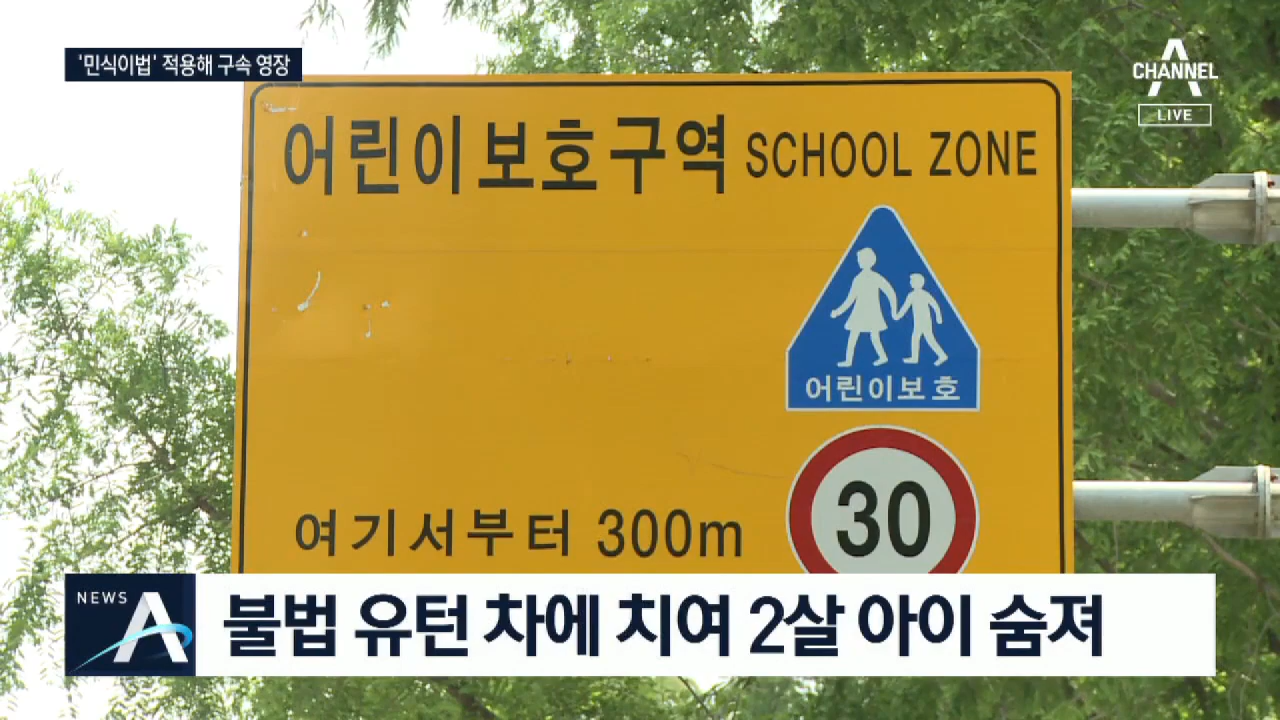 '민식이법' 적용해 구속 영장
CHANNEL A
LIVE
어린이보호구역 SCHOOL ZONE
어린이보호
30
여기서부터 300m
NEWS A
불법 유턴 차에 치여 2살 아이 숨져